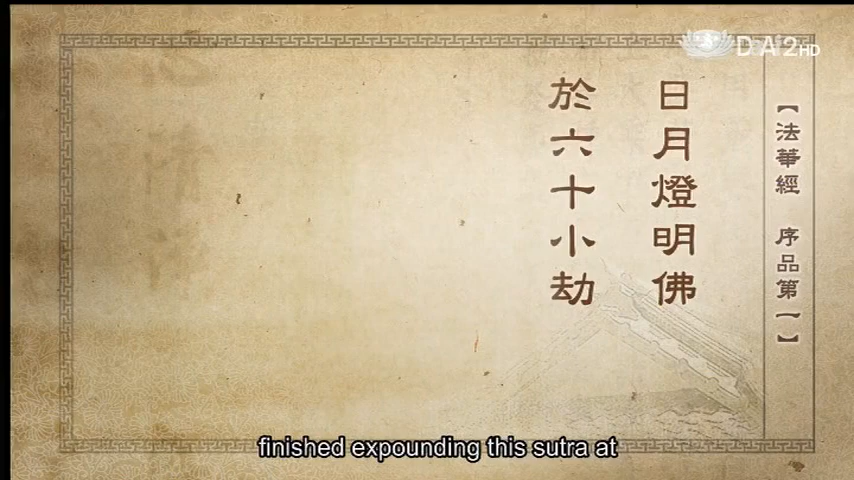 【法華經 序品第一】
日月燈明佛
於六十小劫
DAAi2HD
finished expounding this sutra at